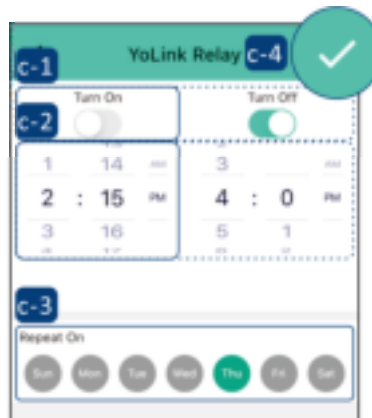 c-1 YoLink Relay c-4
Turn On Turn Off
c-2
1 14 AM 3 AM
2 : 15 PM 4 : 0 PM
3 16 5 1
c-3
Repeat On
Sun Mon Tue Wed Thu Fri Sat